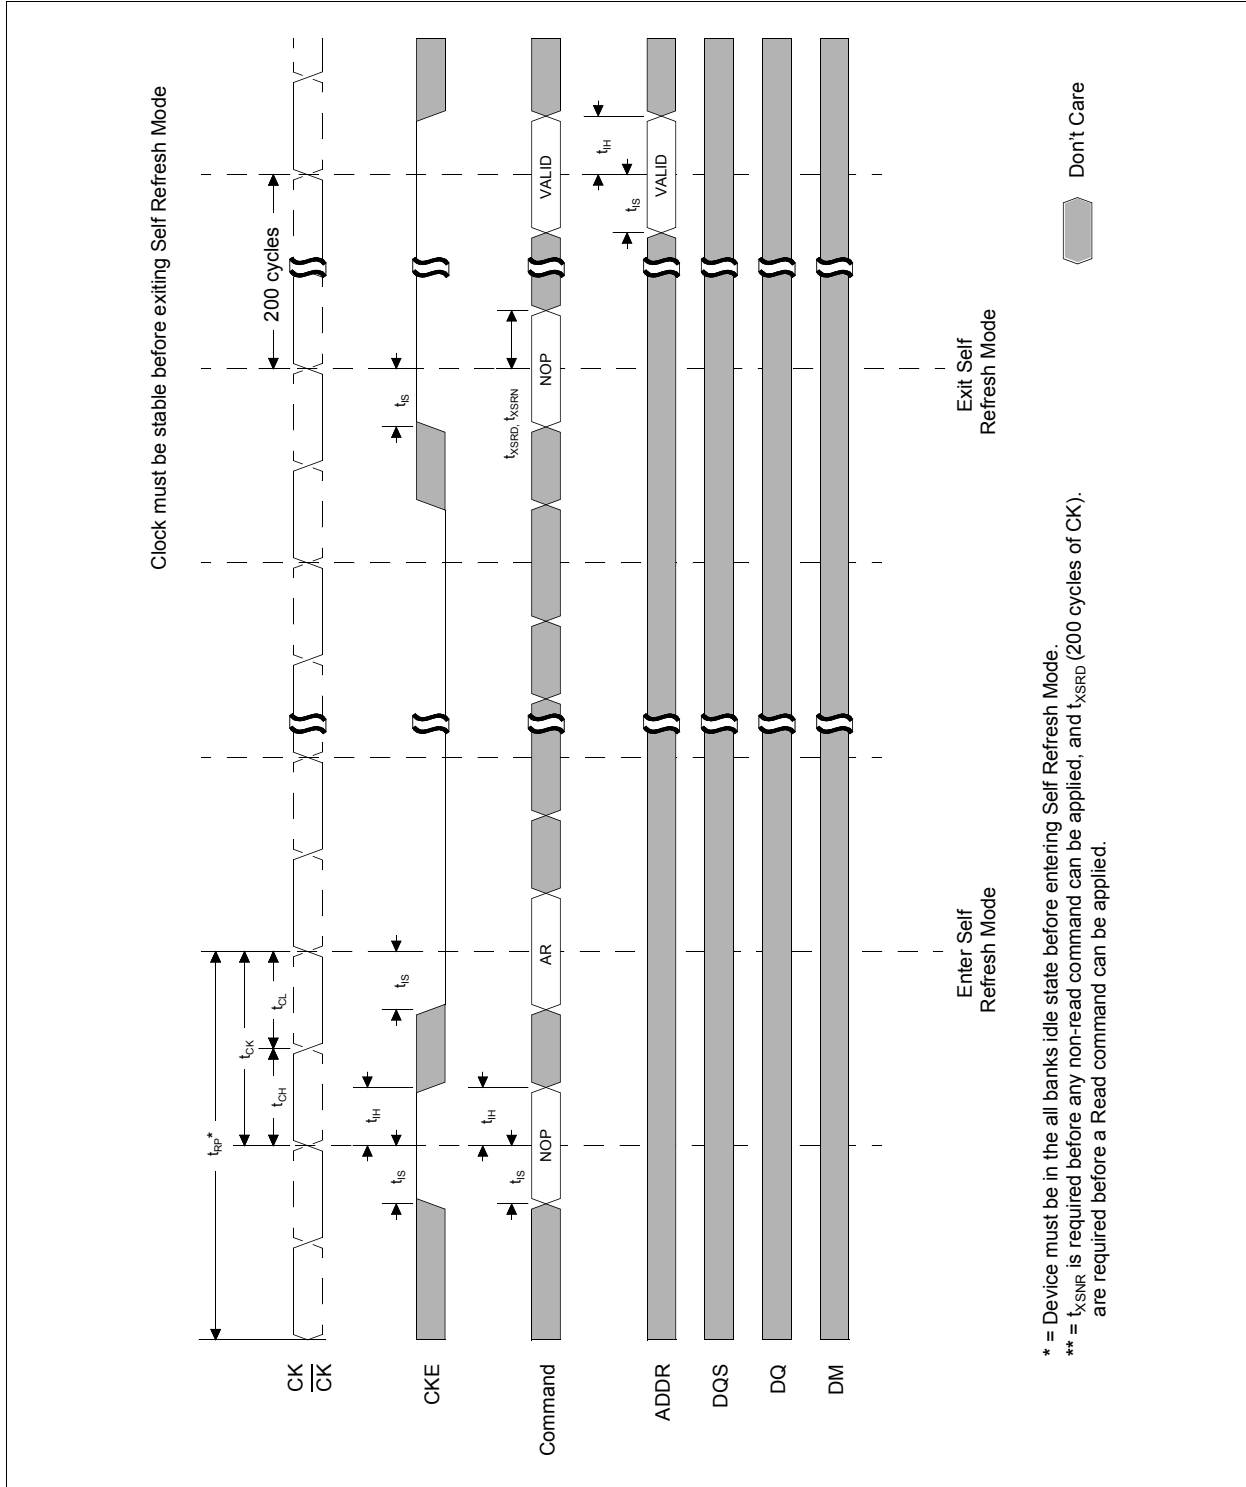 Clock must be stable before exiting Self Refresh Mode
tRP*
tCK
tCH
tCL
200 cycles
CK
CK
tIS
tIH
tIS
tIS
CKE
tIS
tIH
tXSRD, tXSRN
NOP
AR
NOP
VALID
Command
tIS
tIH
VALID
ADDR
DQS
DQ
DM
Enter Self
Refresh Mode
Exit Self
Refresh Mode
* = Device must be in the all banks idle state before entering Self Refresh Mode.
** = tXSNR is required before any non-read command can be applied, and tXSRD (200 cycles of CK).
are required before a Read command can be applied.
Don't Care